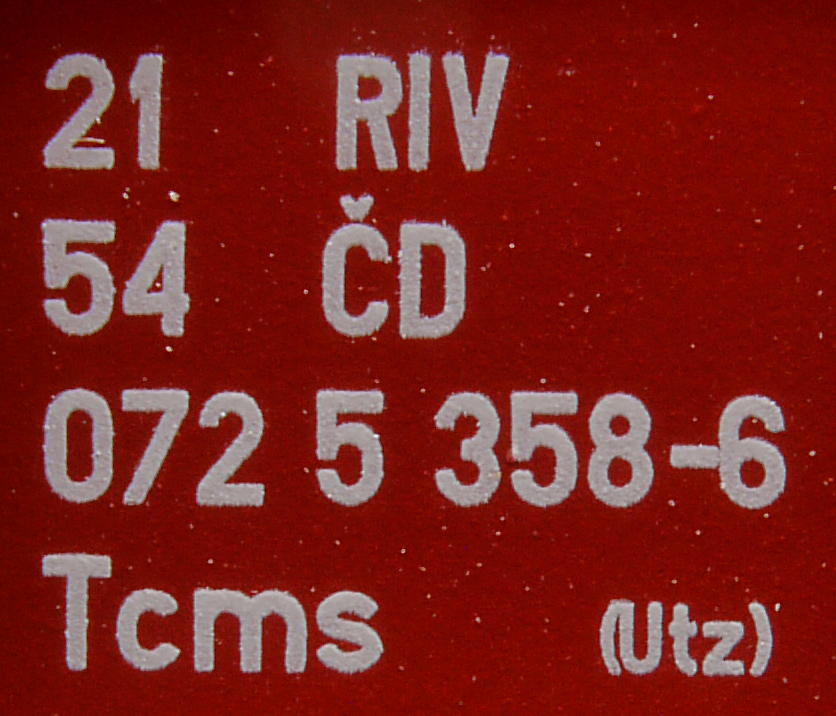 21 RIV
54 ČD
072 5 358-6
Tcms (Utz)